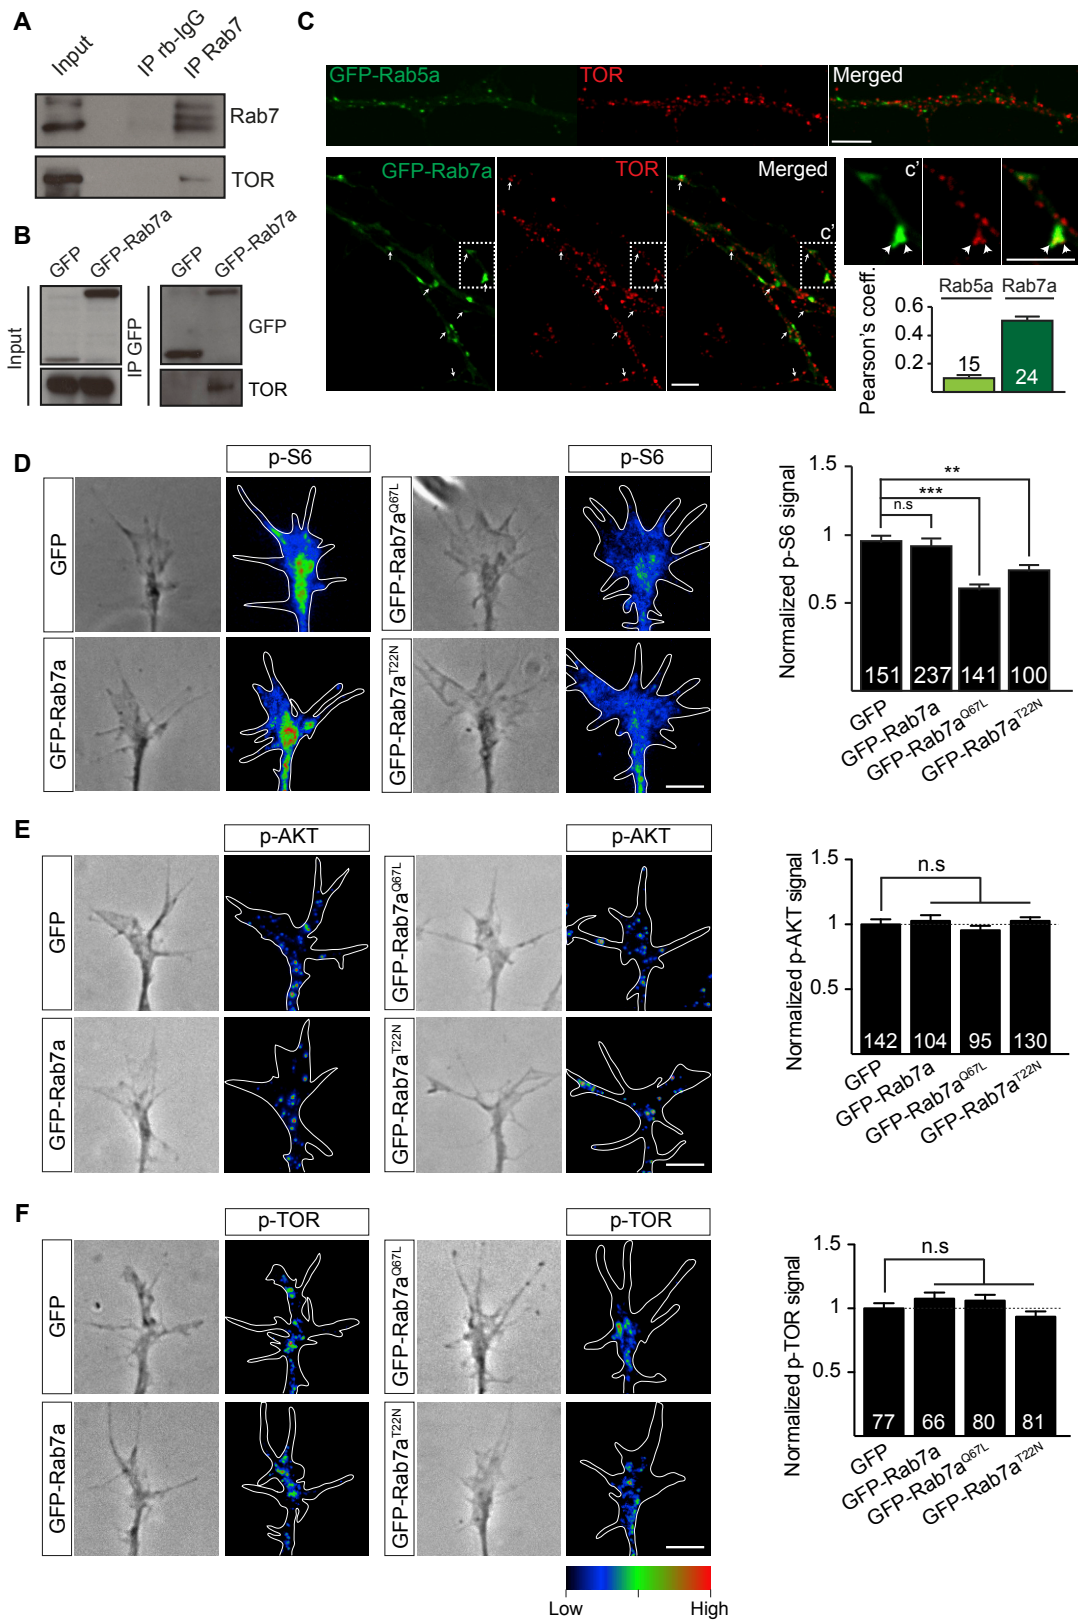 A
Input
IP rb-IgG
IP Rab7
Rab7
TOR
B
GFP
GFP-Rab7a
GFP
GFP-Rab7a
Input
IP GFP
GFP
TOR
C
GFP-Rab5a
TOR
Merged
GFP-Rab7a
TOR
Merged
c'
c'
Pearson's coeff.
Rab5a
Rab7a
0.6
0.4
0.2
15
24
D
p-S6
p-S6
GFP
GFP-Rab7a^Q67L
GFP-Rab7a
GFP-Rab7a^T22N
Normalized p-S6 signal
1.5
1
0.5
**
***
n.s
151
237
141
100
GFP
GFP-Rab7a
GFP-Rab7a^Q67L
GFP-Rab7a^T22N
E
p-AKT
p-AKT
GFP
GFP-Rab7a^Q67L
GFP-Rab7a
GFP-Rab7a^T22N
Normalized p-AKT signal
1.5
1
0.5
n.s
142
104
95
130
GFP
GFP-Rab7a
GFP-Rab7a^Q67L
GFP-Rab7a^T22N
F
p-TOR
p-TOR
GFP
GFP-Rab7a^Q67L
GFP-Rab7a
GFP-Rab7a^T22N
Normalized p-TOR signal
1.5
1
0.5
n.s
77
66
80
81
GFP
GFP-Rab7a
GFP-Rab7a^Q67L
GFP-Rab7a^T22N
Low
High